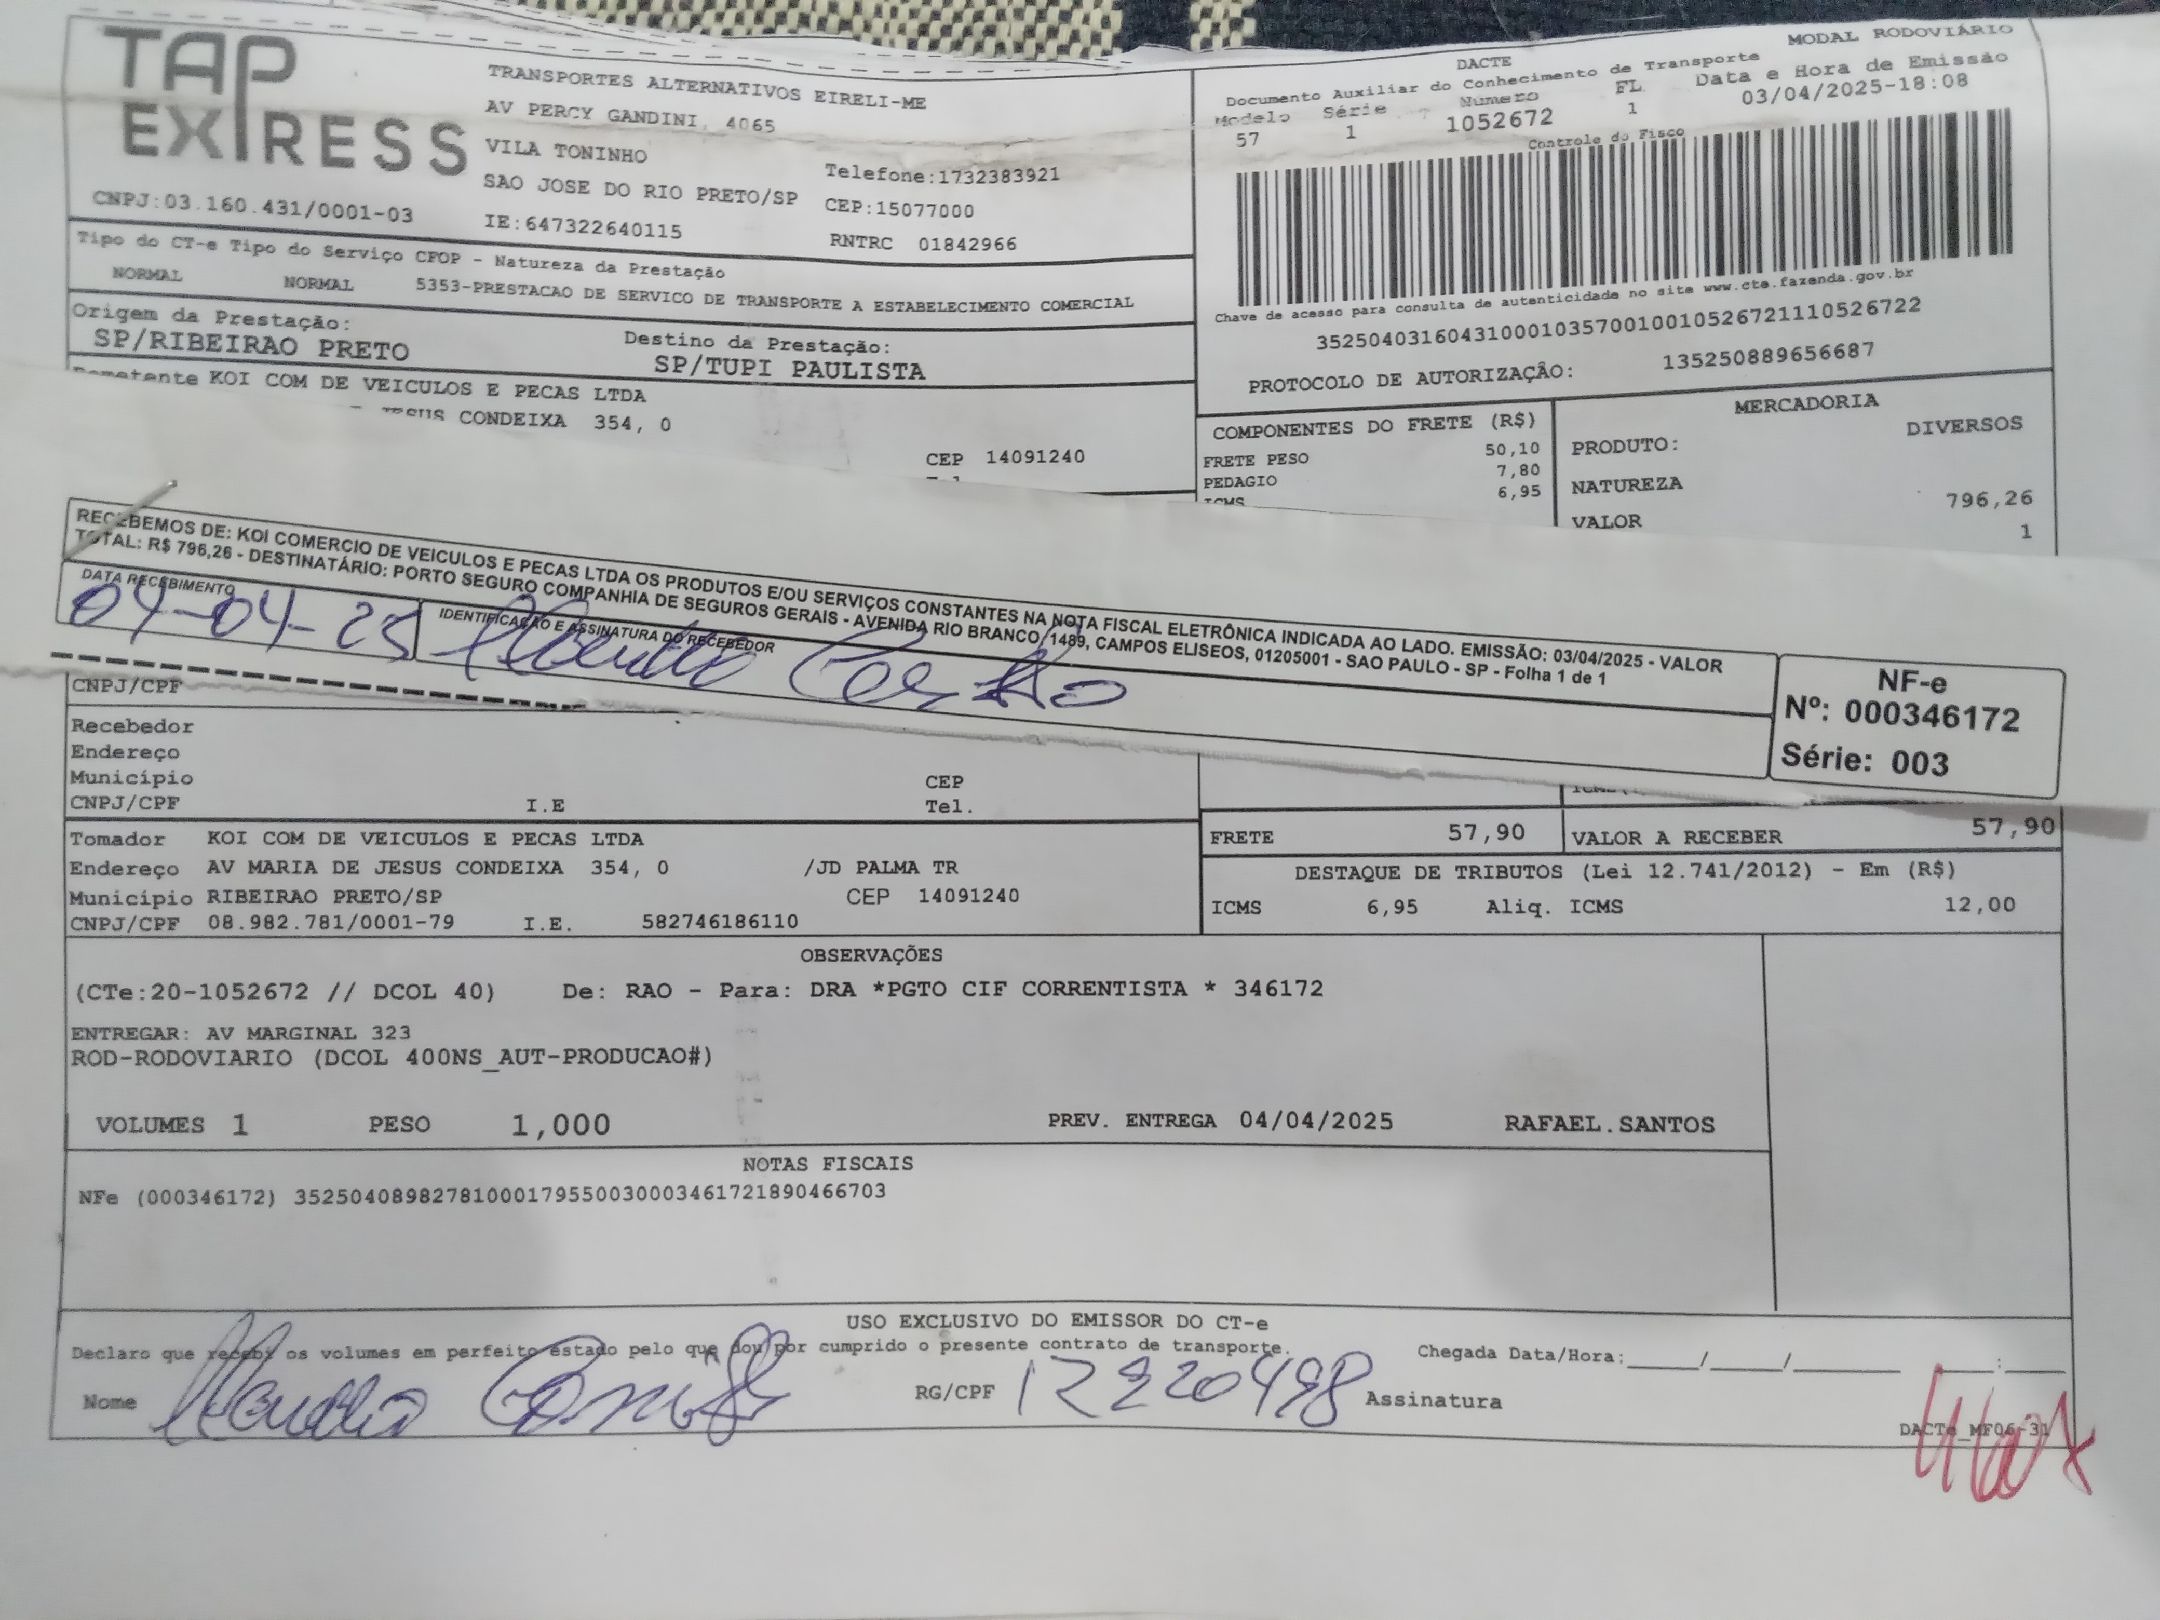 TAP EXPRESS
TRANSPORTES ALTERNATIVOS EIRELI-ME
AV PERCY GANDINI, 4065
VILA TONINHO
Telefone:1732383921
SAO JOSE DO RIO PRETO/SP CEP:15077000
CNPJ:03.160.431/0001-03
IE:647322640115 RNTRC 01842966
Tipo do CT-e Tipo do Serviço CFOP - Natureza da Prestação
NORMAL NORMAL 5353-PRESTACAO DE SERVICO DE TRANSPORTE A ESTABELECIMENTO COMERCIAL
Origem da Prestação: Destino da Prestação:
SP/RIBEIRAO PRETO SP/TUPI PAULISTA
Remetente KOI COM DE VEICULOS E PECAS LTDA
JESUS CONDEIXA 354, 0
CEP 14091240
DACTE MODAL RODOVIÁRIO
Documento Auxiliar do Conhecimento de Transporte
Modelo Série Número FL Data e Hora de Emissão
57 1 1052672 1 03/04/2025-18:08
Controle do Fisco
Chave de acesso para consulta de autenticidade no site www.cte.fazenda.gov.br
35250403160431000103570010010526721110526722
PROTOCOLO DE AUTORIZAÇÃO: 135250889656687
COMPONENTES DO FRETE (R$)
FRETE PESO 50,10
PEDAGIO 7,80
ICMS 6,95
MERCADORIA
PRODUTO: DIVERSOS
NATUREZA
VALOR 796,26
1
RECEBEMOS DE: KOI COMERCIO DE VEICULOS E PECAS LTDA OS PRODUTOS E/OU SERVIÇOS CONSTANTES NA NOTA FISCAL ELETRÔNICA INDICADA AO LADO. EMISSÃO: 03/04/2025 - VALOR
TOTAL: R$ 796,26 - DESTINATÁRIO: PORTO SEGURO COMPANHIA DE SEGUROS GERAIS - AVENIDA RIO BRANCO, 1489, CAMPOS ELISEOS, 01205001 - SAO PAULO - SP - Folha 1 de 1
DATA RECEBIMENTO IDENTIFICAÇÃO E ASSINATURA DO RECEBEDOR
04-04-25
NF-e
Nº: 000346172
Série: 003
CNPJ/CPF
Recebedor
Endereço
Município CEP
CNPJ/CPF I.E Tel.
Tomador KOI COM DE VEICULOS E PECAS LTDA
Endereço AV MARIA DE JESUS CONDEIXA 354, 0 /JD PALMA TR
Município RIBEIRAO PRETO/SP CEP 14091240
CNPJ/CPF 08.982.781/0001-79 I.E. 582746186110
FRETE 57,90 VALOR A RECEBER 57,90
DESTAQUE DE TRIBUTOS (Lei 12.741/2012) - Em (R$)
ICMS 6,95 Aliq. ICMS 12,00
OBSERVAÇÕES
(CTe:20-1052672 // DCOL 40) De: RAO - Para: DRA *PGTO CIF CORRENTISTA * 346172
ENTREGAR: AV MARGINAL 323
ROD-RODOVIARIO (DCOL 400NS_AUT-PRODUCAO#)
VOLUMES 1 PESO 1,000 PREV. ENTREGA 04/04/2025 RAFAEL.SANTOS
NOTAS FISCAIS
NFe (000346172) 35250408982781000179550030003461721890466703
USO EXCLUSIVO DO EMISSOR DO CT-e
Declaro que recebi os volumes em perfeito estado pelo que dou por cumprido o presente contrato de transporte. Chegada Data/Hora:_____/_____/_________ :____
Nome RG/CPF Assinatura
DACTe_MF06-31